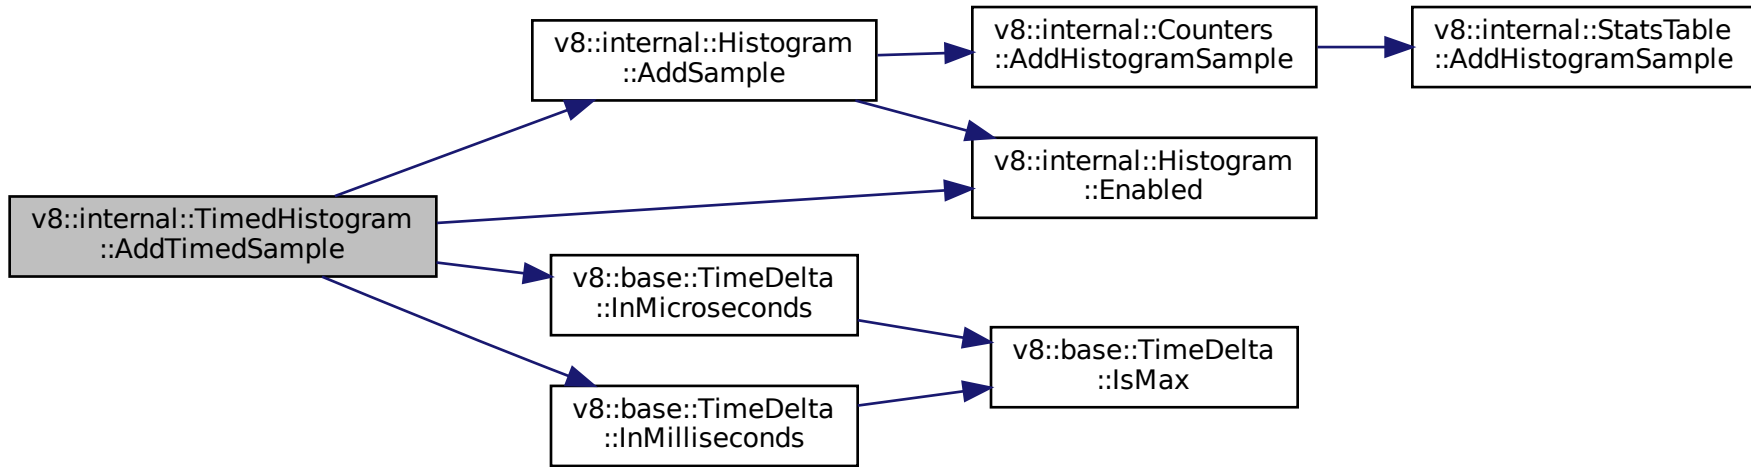 v8::internal::TimedHistogram
::AddTimedSample
v8::internal::Histogram
::AddSample
v8::internal::Counters
::AddHistogramSample
v8::internal::StatsTable
::AddHistogramSample
v8::internal::Histogram
::Enabled
v8::base::TimeDelta
::InMicroseconds
v8::base::TimeDelta
::IsMax
v8::base::TimeDelta
::InMilliseconds